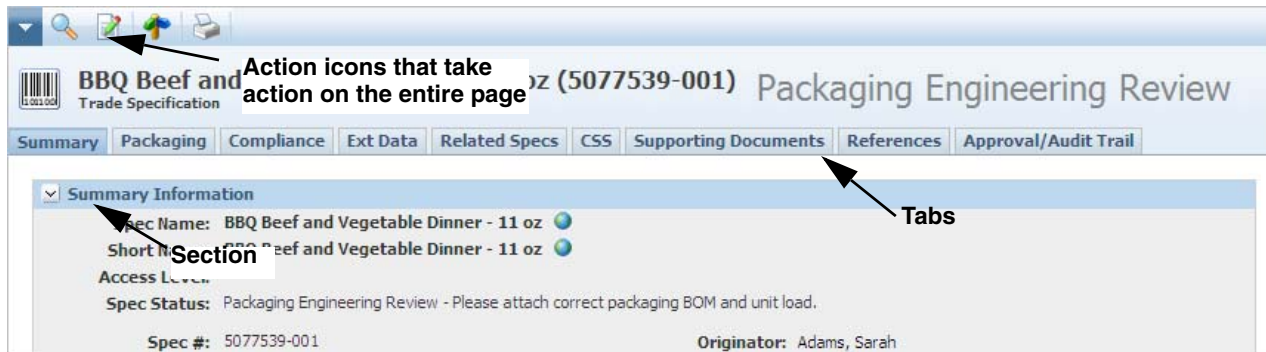 Action icons that take
action on the entire page
BBQ Beef an oz (5077539-001) Packaging Engineering Review
Trade Specification
Summary Packaging Compliance Ext Data Related Specs CSS Supporting Documents References Approval/Audit Trail
Tabs
Summary Information
Spec Name: BBQ Beef and Vegetable Dinner - 11 oz
Section
Short Beef and Vegetable Dinner - 11 oz
Access
Spec Status: Packaging Engineering Review - Please attach correct packaging BOM and unit load.
Spec #: 5077539-001 Originator: Adams, Sarah